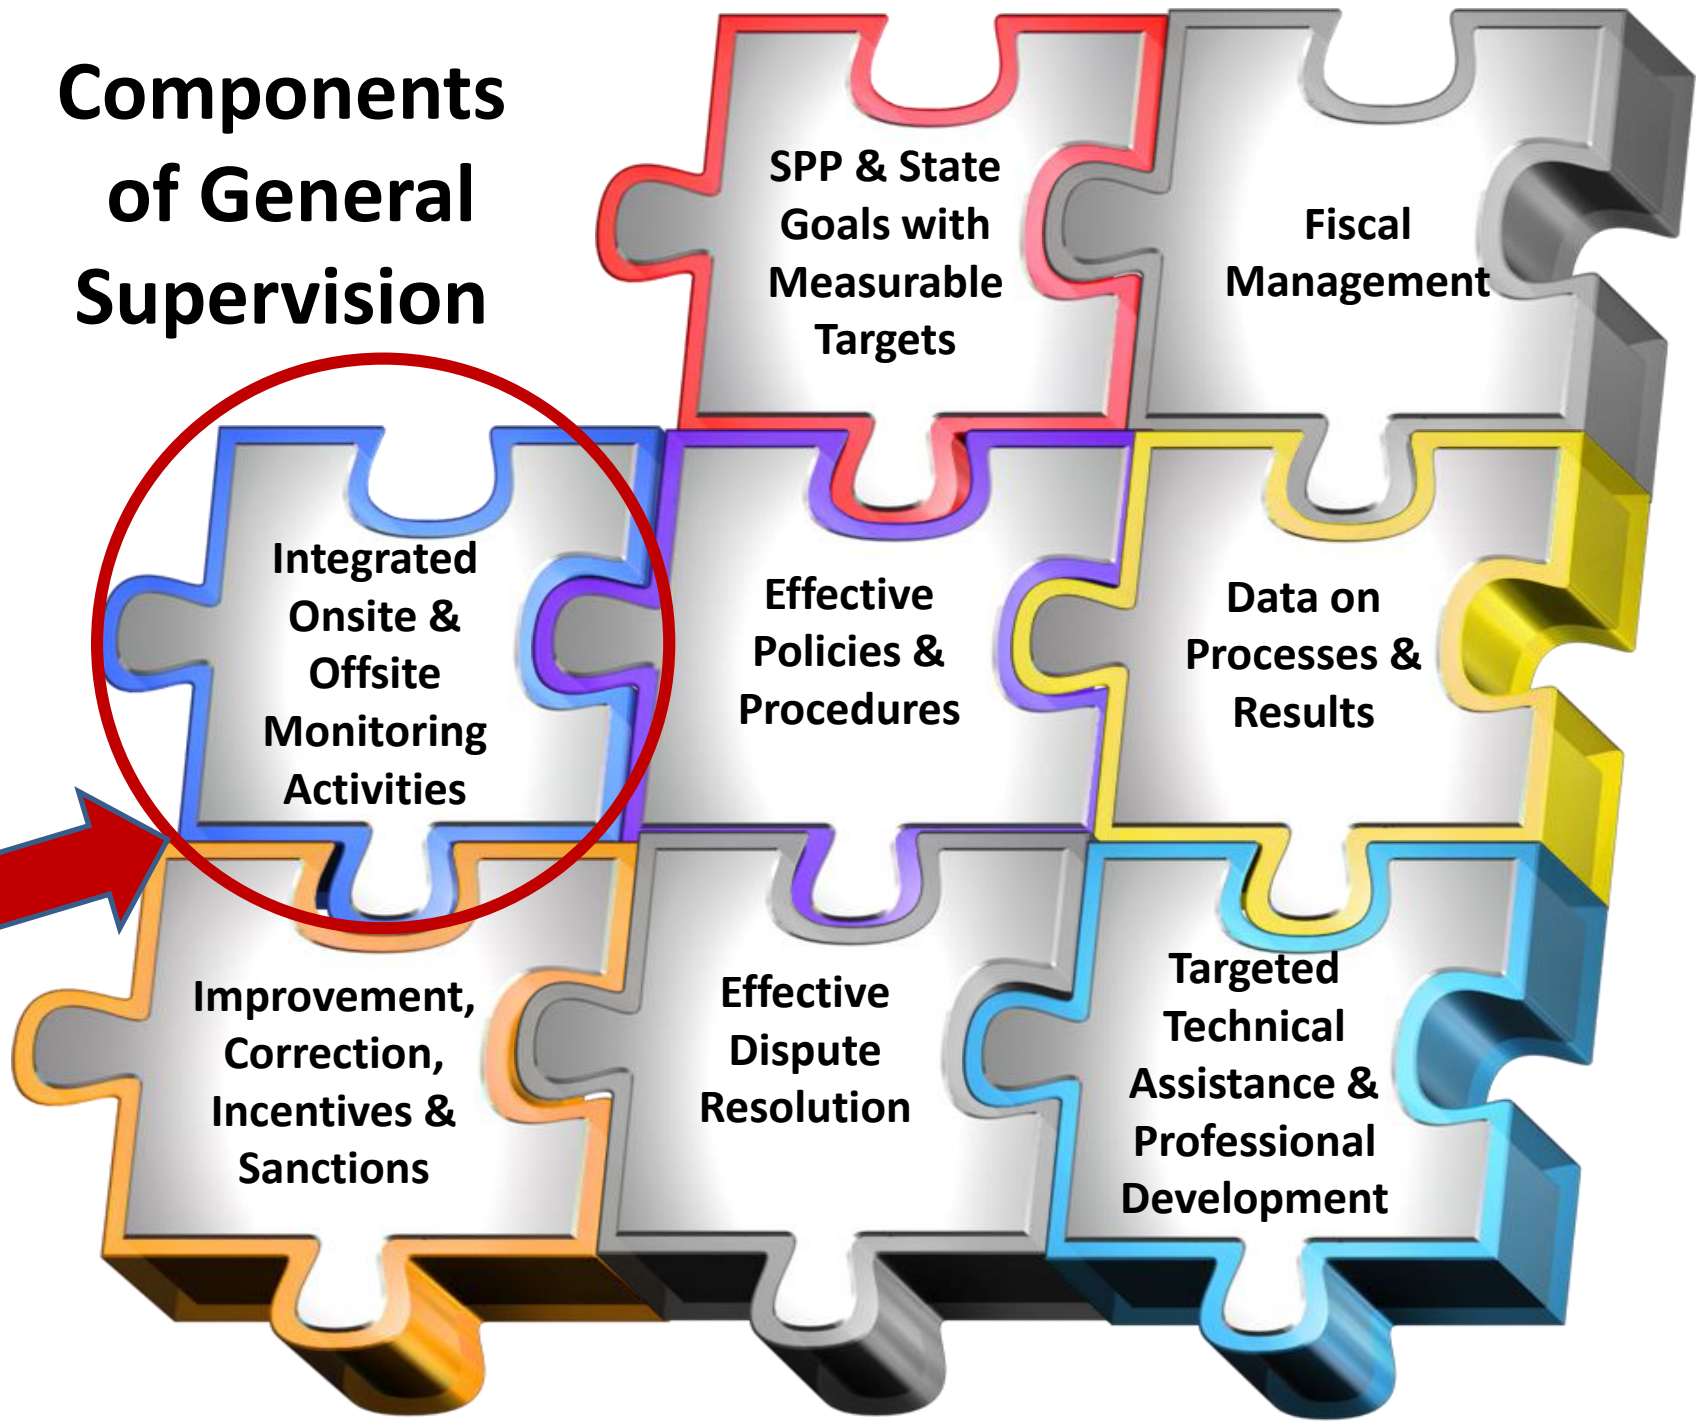 Components
of General
Supervision
SPP & State
Goals with
Measurable
Targets
Fiscal
Management
Integrated
Onsite &
Offsite
Monitoring
Activities
Effective
Policies &
Procedures
Data on
Processes &
Results
Improvement,
Correction,
Incentives &
Sanctions
Effective
Dispute
Resolution
Targeted
Technical
Assistance &
Professional
Development